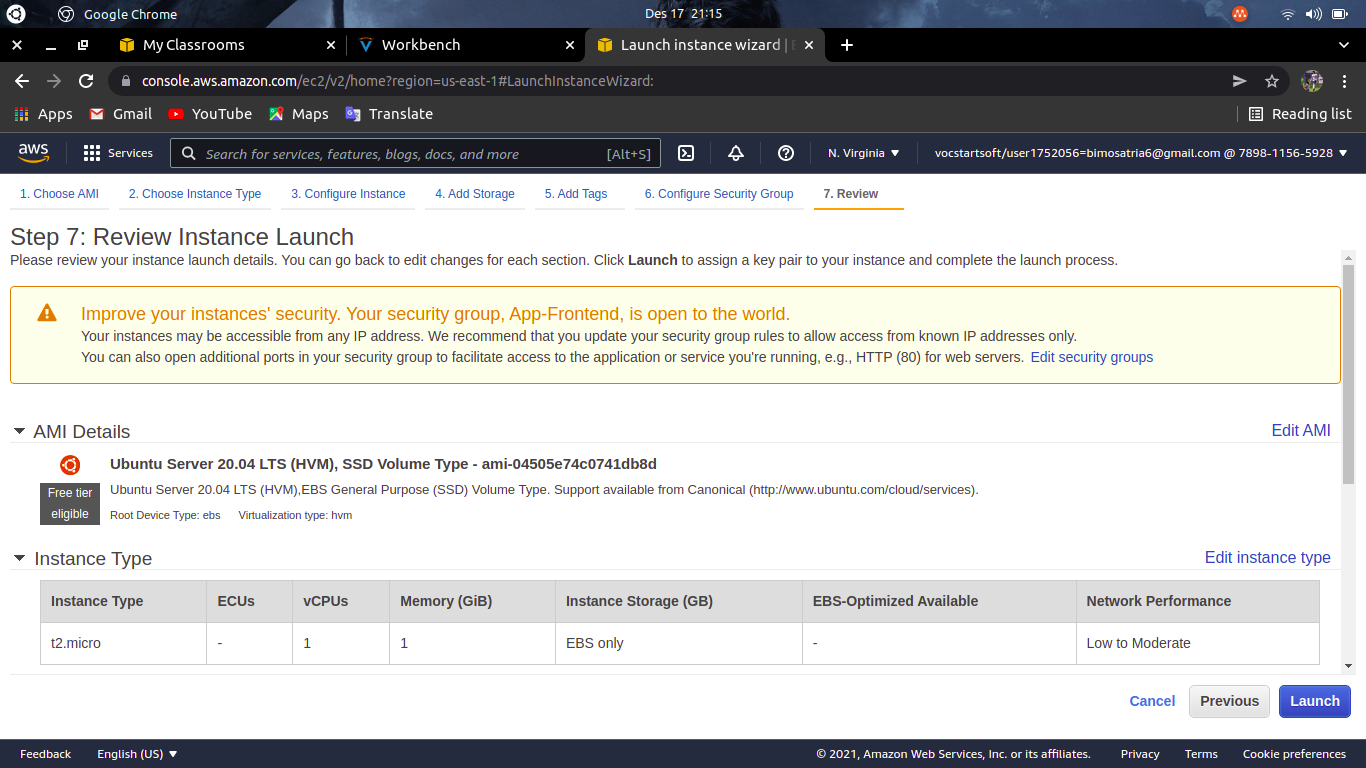 Google Chrome
Des 17 21:15
My Classrooms
Workbench
Launch instance wizard | E
console.aws.amazon.com/ec2/v2/home?region=us-east-1#LaunchInstanceWizard:
Apps
Gmail
YouTube
Maps
Translate
Reading list
aws
Services
Search for services, features, blogs, docs, and more
[Alt+S]
N. Virginia
vocstartsoft/user1752056=bimosatria6@gmail.com @ 7898-1156-5928
1. Choose AMI
2. Choose Instance Type
3. Configure Instance
4. Add Storage
5. Add Tags
6. Configure Security Group
7. Review
Step 7: Review Instance Launch
Please review your instance launch details. You can go back to edit changes for each section. Click Launch to assign a key pair to your instance and complete the launch process.
Improve your instances' security. Your security group, App-Frontend, is open to the world.
Your instances may be accessible from any IP address. We recommend that you update your security group rules to allow access from known IP addresses only.
You can also open additional ports in your security group to facilitate access to the application or service you're running, e.g., HTTP (80) for web servers. Edit security groups
AMI Details
Edit AMI
Ubuntu Server 20.04 LTS (HVM), SSD Volume Type - ami-04505e74c0741db8d
Free tier
eligible
Ubuntu Server 20.04 LTS (HVM),EBS General Purpose (SSD) Volume Type. Support available from Canonical (http://www.ubuntu.com/cloud/services).
Root Device Type: ebs
Virtualization type: hvm
Instance Type
Edit instance type
Instance Type
ECUs
vCPUs
Memory (GiB)
Instance Storage (GB)
EBS-Optimized Available
Network Performance
t2.micro
-
1
1
EBS only
-
Low to Moderate
Cancel
Previous
Launch
Feedback
English (US)
© 2021, Amazon Web Services, Inc. or its affiliates.
Privacy
Terms
Cookie preferences